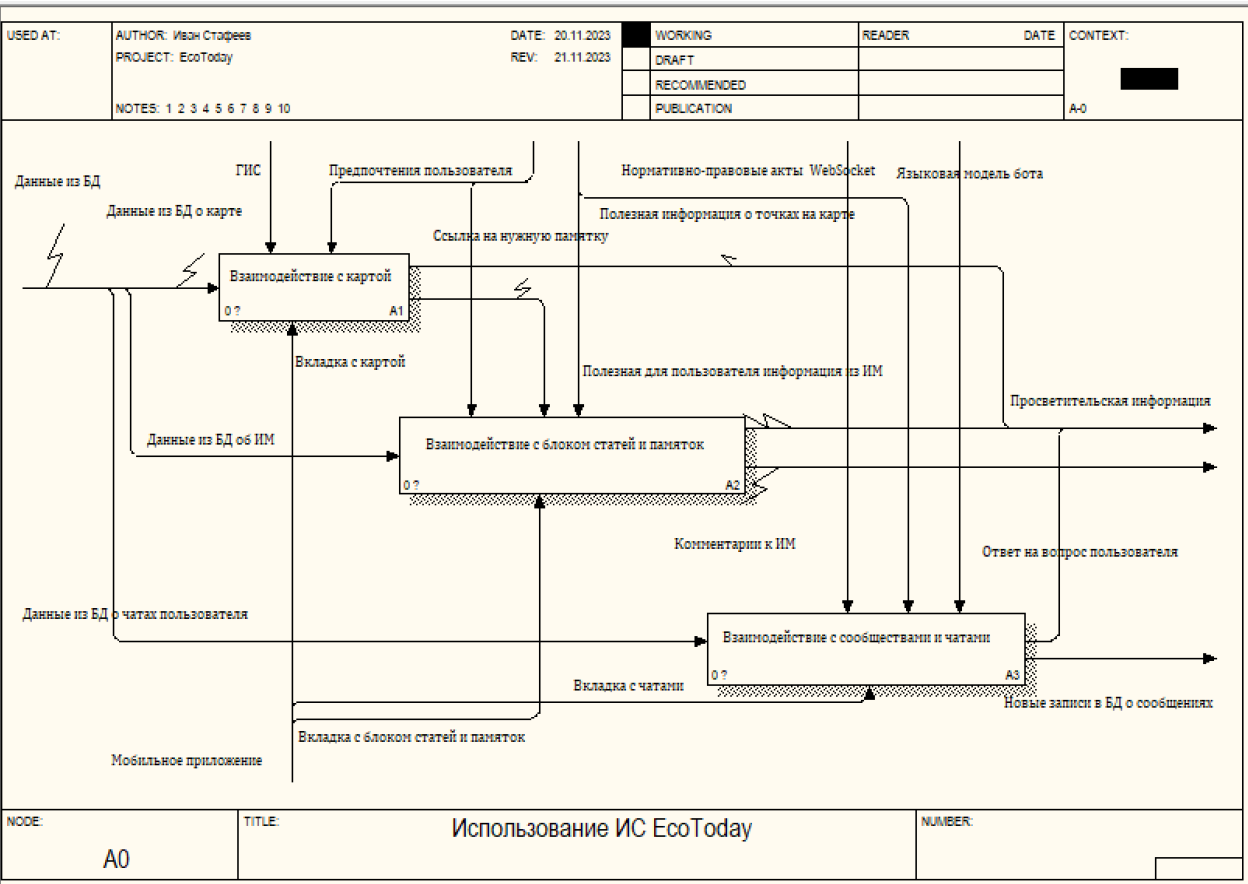 USED AT:
AUTHOR: Иван Стафеев
DATE: 20.11.2023
WORKING
READER
DATE
CONTEXT:
PROJECT: EcoToday
REV: 21.11.2023
DRAFT
RECOMMENDED
NOTES: 1 2 3 4 5 6 7 8 9 10
PUBLICATION
A-0
Данные из БД
ГИС
Предпочтения пользователя
Нормативно-правовые акты
WebSocket
Языковая модель бота
Данные из БД о карте
Полезная информация о точках на карте
Ссылка на нужную памятку
Взаимодействие с картой
0 ?
A1
Вкладка с картой
Полезная для пользователя информация из ИМ
Просветительская информация
Данные из БД об ИМ
Взаимодействие с блоком статей и памяток
0 ?
A2
Комментарии к ИМ
Ответ на вопрос пользователя
Данные из БД о чатах пользователя
Взаимодействие с сообществами и чатами
0 ?
A3
Вкладка с чатами
Новые записи в БД о сообщениях
Вкладка с блоком статей и памяток
Мобильное приложение
NODE:
TITLE:
NUMBER:
A0
Использование ИС EcoToday